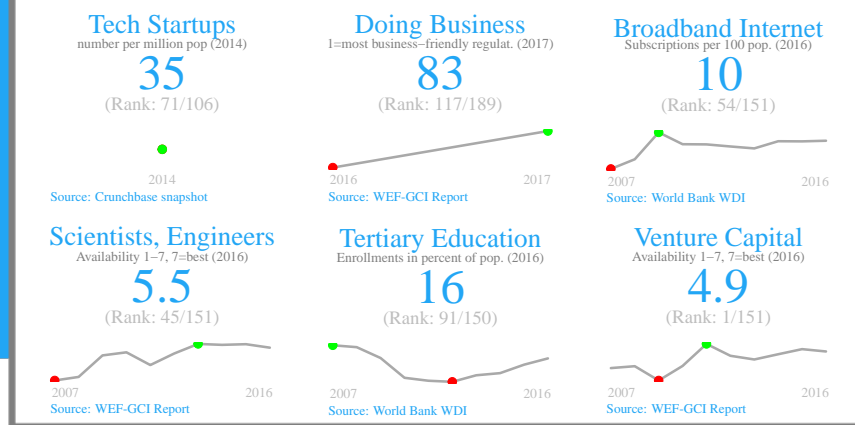 Tech Startups
number per million pop (2014)
35
(Rank: 71/106)
2014
Source: Crunchbase snapshot
Doing Business
1=most business−friendly regulat. (2017)
83
(Rank: 117/189)
2016 2017
Source: WEF-GCI Report
Broadband Internet
Subscriptions per 100 pop. (2016)
10
(Rank: 54/151)
2007 2016
Source: World Bank WDI
Scientists, Engineers
Availability 1−7, 7=best (2016)
5.5
(Rank: 45/151)
2007 2016
Source: WEF-GCI Report
Tertiary Education
Enrollments in percent of pop. (2016)
16
(Rank: 91/150)
2007 2016
Source: World Bank WDI
Venture Capital
Availability 1−7, 7=best (2016)
4.9
(Rank: 1/151)
2007 2016
Source: WEF-GCI Report